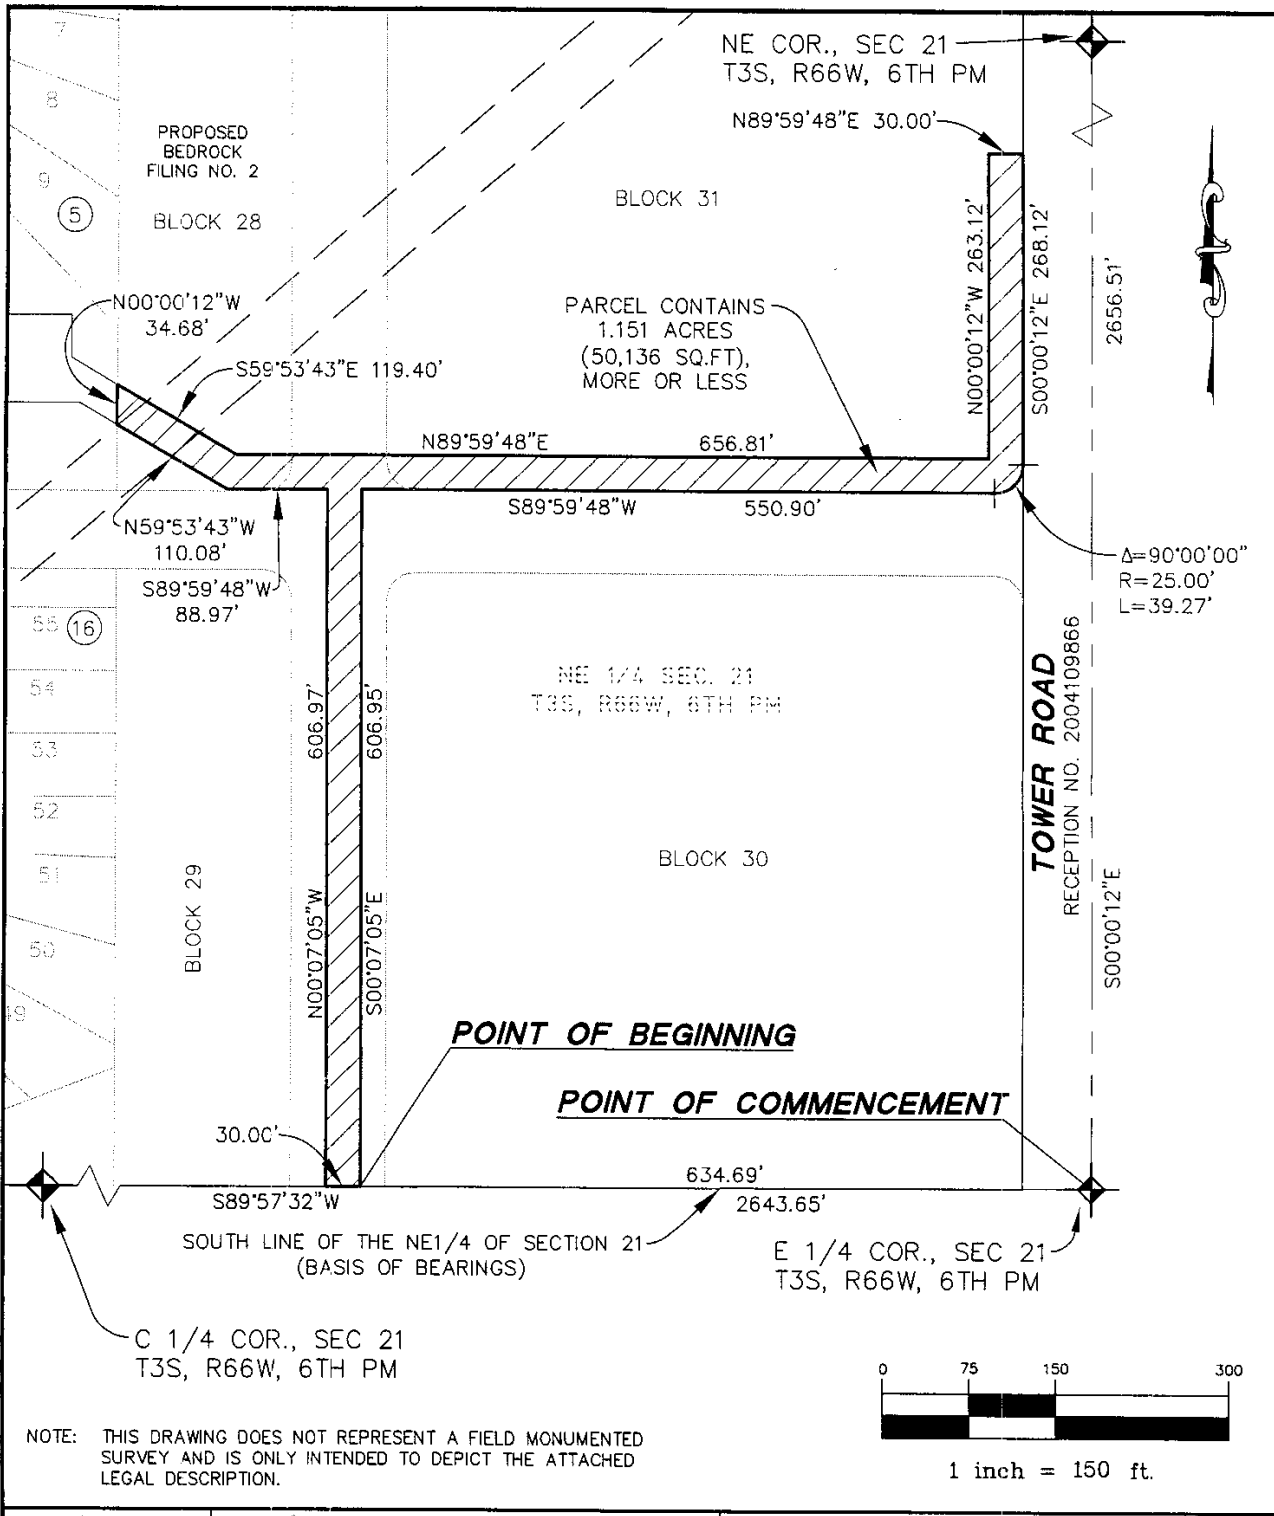 7
8
9
5
PROPOSED
BEDROCK
FILING NO. 2
BLOCK 28
NE COR., SEC 21
T3S, R66W, 6TH PM
N89°59'48"E 30.00'
BLOCK 31
N00°00'12"W 263.12'
S00°00'12"E 268.12'
2656.51'
N00°00'12"W
34.68'
S59°53'43"E 119.40'
PARCEL CONTAINS
1.151 ACRES
(50,136 SQ.FT),
MORE OR LESS
N89°59'48"E 656.81'
S89°59'48"W 550.90'
N59°53'43"W
110.08'
S89°59'48"W
88.97'
Δ=90°00'00"
R=25.00'
L=39.27'
55
16
54
53
52
51
50
49
NE 1/4 SEC. 21
T3S, R66W, 6TH PM
N00°07'05"W 606.97'
S00°07'05"E 606.95'
TOWER ROAD
RECEPTION NO. 2004109866
S00°00'12"E
BLOCK 30
BLOCK 29
POINT OF BEGINNING
POINT OF COMMENCEMENT
30.00'
634.69'
S89°57'32"W 2643.65'
SOUTH LINE OF THE NE1/4 OF SECTION 21
(BASIS OF BEARINGS)
E 1/4 COR., SEC 21
T3S, R66W, 6TH PM
C 1/4 COR., SEC 21
T3S, R66W, 6TH PM
0 75 150 300
1 inch = 150 ft.
NOTE: THIS DRAWING DOES NOT REPRESENT A FIELD MONUMENTED
SURVEY AND IS ONLY INTENDED TO DEPICT THE ATTACHED
LEGAL DESCRIPTION.